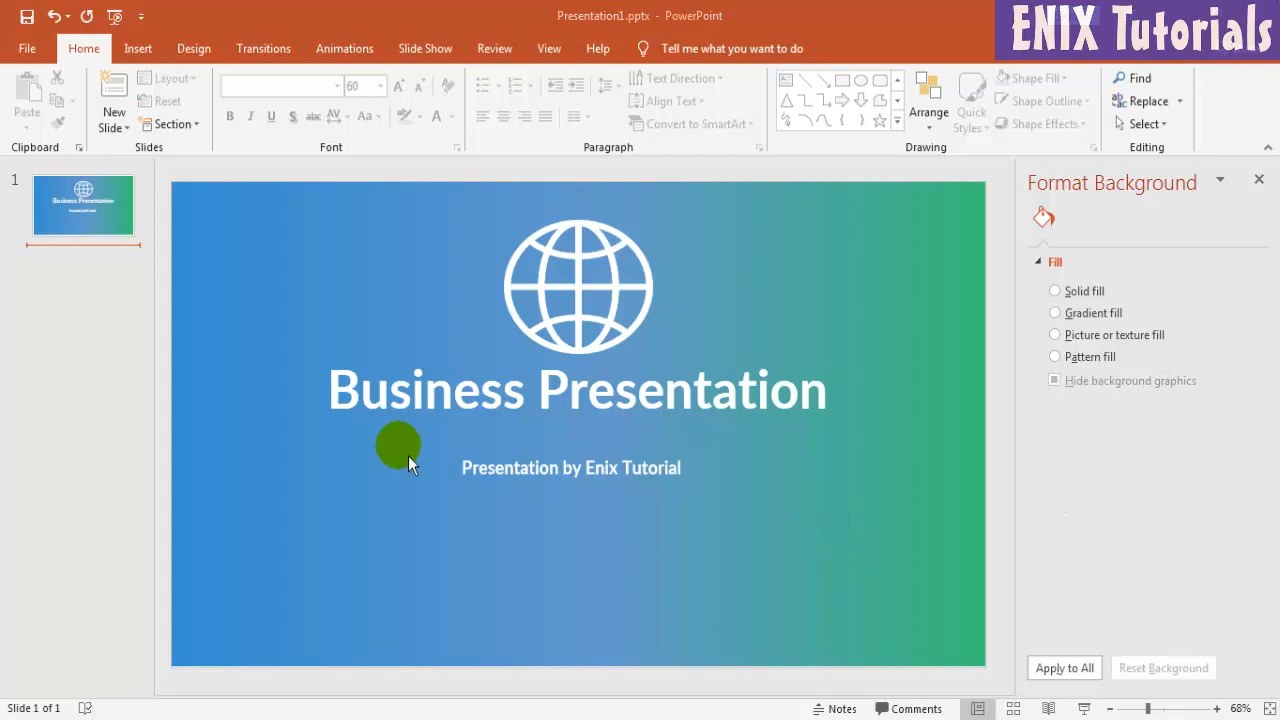 Presentation1.pptx - PowerPoint
ENIX Tutorials
File Home Insert Design Transitions Animations Slide Show Review View Help Tell me what you want to do
Paste
New Slide
Layout
Reset
Section
60
B I U S abc AV Aa A
Text Direction
Align Text
Convert to SmartArt
Arrange
Quick Styles
Shape Fill
Shape Outline
Shape Effects
Find
Replace
Select
Clipboard Slides Font Paragraph Drawing Editing
1
Business Presentation
Presentation by Enix Tutorial
Format Background
Fill
Solid fill
Gradient fill
Picture or texture fill
Pattern fill
Hide background graphics
Apply to All Reset Background
Slide 1 of 1 Notes Comments 68%